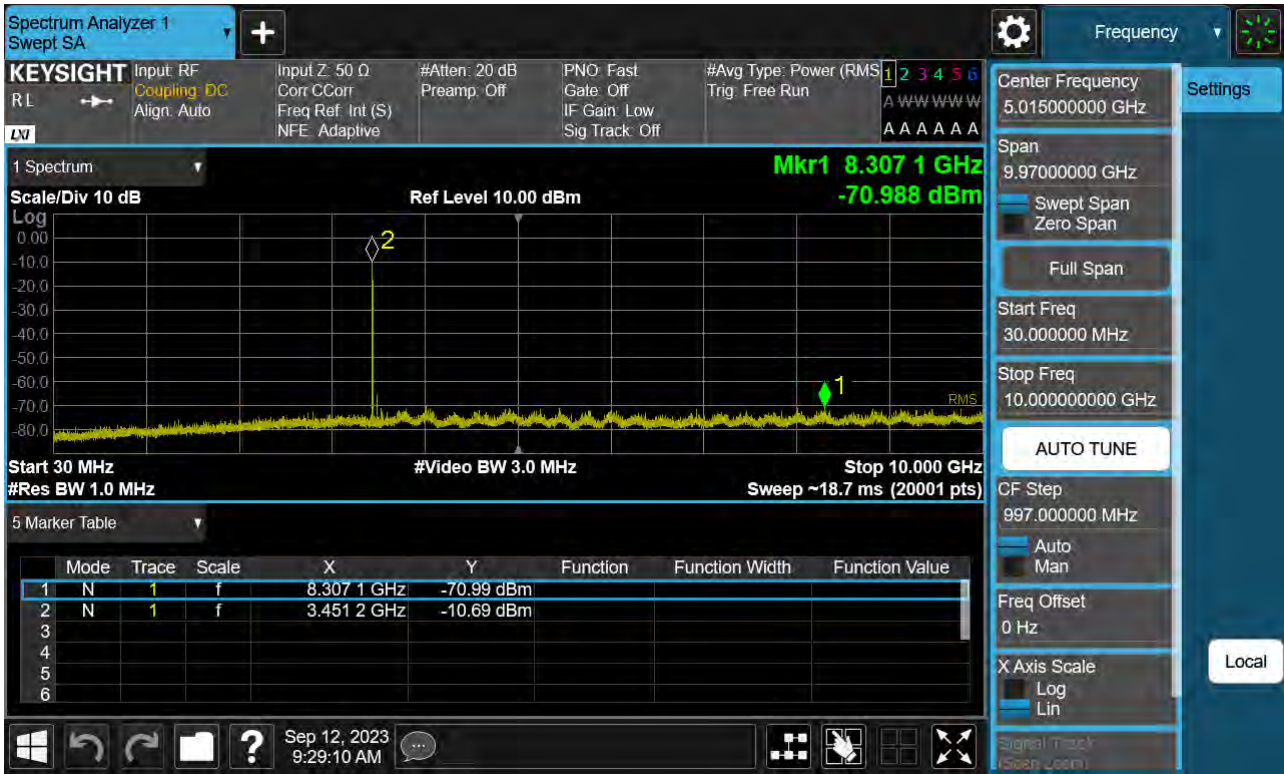 Spectrum Analyzer 1
Swept SA
+
Frequency
KEYSIGHT
RL
LXI
Input: RF
Coupling: DC
Align: Auto
Input Z: 50 Ω
Corr CCorr
Freq Ref: Int (S)
NFE: Adaptive
#Atten: 20 dB
Preamp: Off
PNO: Fast
Gate: Off
IF Gain: Low
Sig Track: Off
#Avg Type: Power (RMS
Trig: Free Run
1 2 3 4 5 6
A W W W W W
A A A A A A
1 Spectrum
Mkr1 8.307 1 GHz
-70.988 dBm
Scale/Div 10 dB
Ref Level 10.00 dBm
Log
0.00
-10.0
-20.0
-30.0
-40.0
-50.0
-60.0
-70.0
-80.0
2
1
RMS
Start 30 MHz
#Video BW 3.0 MHz
Stop 10.000 GHz
#Res BW 1.0 MHz
Sweep ~18.7 ms (20001 pts)
5 Marker Table
Mode Trace Scale X Y Function Function Width Function Value
1 N 1 f 8.307 1 GHz -70.99 dBm
2 N 1 f 3.451 2 GHz -10.69 dBm
3
4
5
6
Sep 12, 2023
9:29:10 AM
?
Center Frequency
5.015000000 GHz
Settings
Span
9.97000000 GHz
Swept Span
Zero Span
Full Span
Start Freq
30.000000 MHz
Stop Freq
10.000000000 GHz
AUTO TUNE
CF Step
997.000000 MHz
Auto
Man
Freq Offset
0 Hz
X Axis Scale
Log
Lin
Local
Signal Track
(Span Zoom)